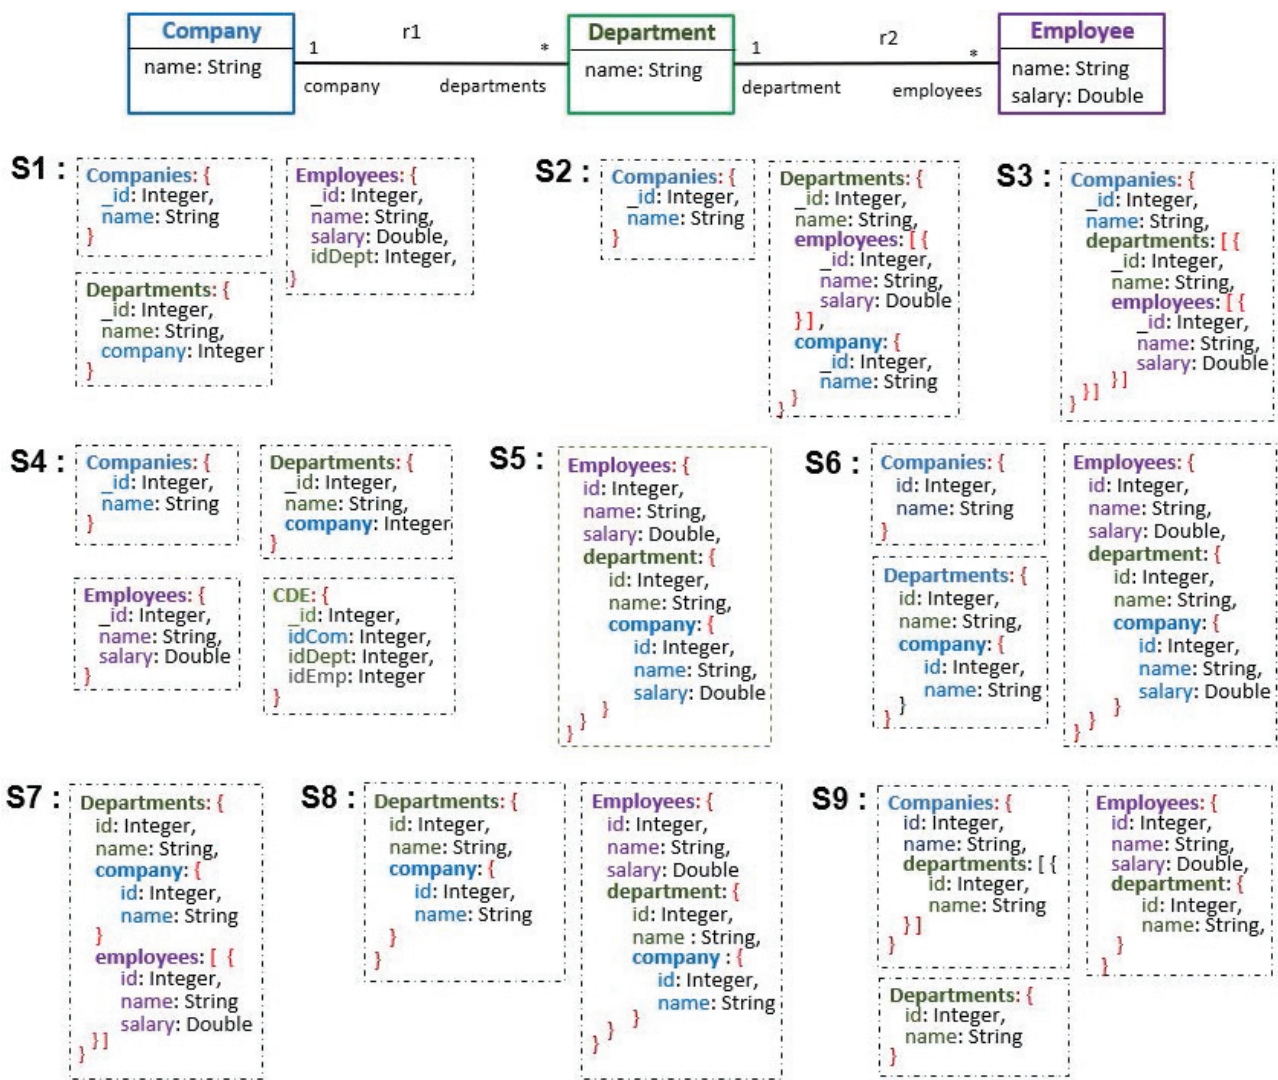 Company
name: String
1
r1
*
company
departments
Department
name: String
1
r2
*
department
employees
Employee
name: String
salary: Double
S1 :
Companies: {
_id: Integer,
name: String
}
Departments: {
_id: Integer,
name: String,
company: Integer
}
Employees: {
_id: Integer,
name: String,
salary: Double,
idDept: Integer,
}
S2 :
Companies: {
_id: Integer,
name: String
}
Departments: {
_id: Integer,
name: String,
employees: [ {
_id: Integer,
name: String,
salary: Double
} ] ,
company: {
_id: Integer,
name: String
}
}
S3 :
Companies: {
_id: Integer,
name: String,
departments: [ {
_id: Integer,
name: String,
employees: [ {
_id: Integer,
name: String,
salary: Double
} ]
} ]
}
S4 :
Companies: {
_id: Integer,
name: String
}
Departments: {
_id: Integer,
name: String,
company: Integer
}
Employees: {
_id: Integer,
name: String,
salary: Double
}
CDE: {
_id: Integer,
idCom: Integer,
idDept: Integer,
idEmp: Integer
}
S5 :
Employees: {
id: Integer,
name: String,
salary: Double,
department: {
id: Integer,
name: String,
company: {
id: Integer,
name: String,
salary: Double
}
}
}
S6 :
Companies: {
id: Integer,
name: String
}
Departments: {
id: Integer,
name: String,
company: {
id: Integer,
name: String
}
}
Employees: {
id: Integer,
name: String,
salary: Double,
department: {
id: Integer,
name: String,
company: {
id: Integer,
name: String,
salary: Double
}
}
}
S7 :
Departments: {
id: Integer,
name: String,
company: {
id: Integer,
name: String
}
employees: [ {
id: Integer,
name: String
salary: Double
} ]
}
S8 :
Departments: {
id: Integer,
name: String,
company: {
id: Integer,
name: String
}
}
Employees: {
id: Integer,
name: String,
salary: Double
department: {
id: Integer,
name : String,
company : {
id: Integer,
name: String
}
}
}
S9 :
Companies: {
id: Integer,
name: String,
departments: [ {
id: Integer,
name: String
} ]
}
Departments: {
id: Integer,
name: String
}
Employees: {
id: Integer,
name: String,
salary: Double,
department: {
id: Integer,
name: String,
}
}